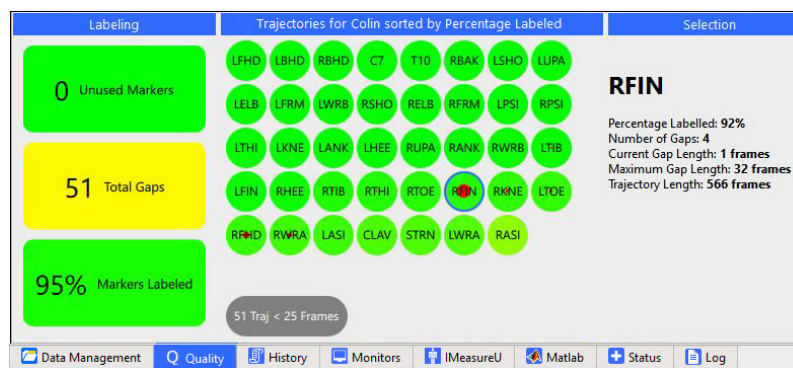 Labeling
Trajectories for Colin sorted by Percentage Labeled
Selection
0 Unused Markers
51 Total Gaps
95% Markers Labeled
LFHD LBHD RBHD C7 T10 RBAK LSHO LUPA
LELB LFRM LWRB RSHO RELB RFRM LPSI RPSI
LTHI LKNE LANK LHEE RUPA RANK RWRB LTIB
LFIN RHEE RTIB RTHI RTOE RFIN RKNE LTOE
RFHD RWRA LASI CLAV STRN LWRA RASI
51 Traj < 25 Frames
RFIN
Percentage Labelled: 92%
Number of Gaps: 4
Current Gap Length: 1 frames
Maximum Gap Length: 32 frames
Trajectory Length: 566 frames
Data Management Q Quality History Monitors IMeasureU Matlab Status Log